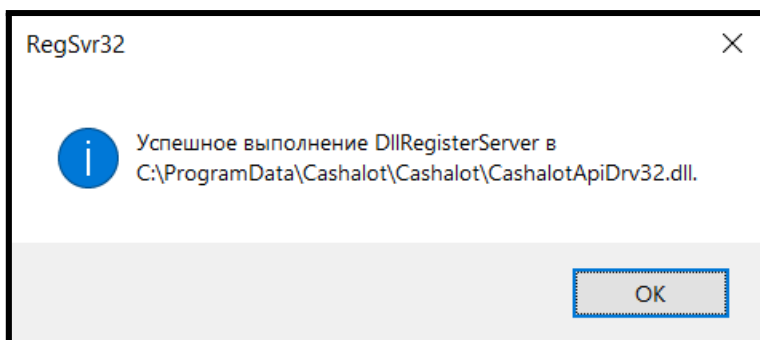 RegSvr32
Успешное выполнение DllRegisterServer в
C:\ProgramData\Cashalot\Cashalot\CashalotApiDrv32.dll.
OK